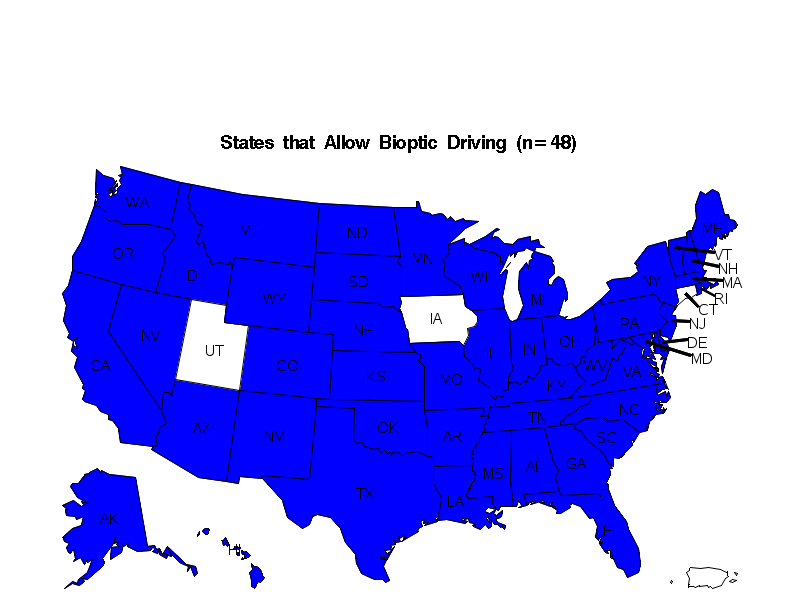 States that Allow Bioptic Driving (n=48)
WA
MT
ND
ME
OR
MN
VT
ID
SD
WI
NH
WY
MI
NY
MA
RI
CT
IA
PA
NJ
NV
NE
UT
IL
IN
OH
DE
MD
CA
CO
KS
MO
WV
VA
KY
AZ
NM
OK
AR
TN
NC
SC
MS
AL
GA
TX
LA
AK
FL
HI